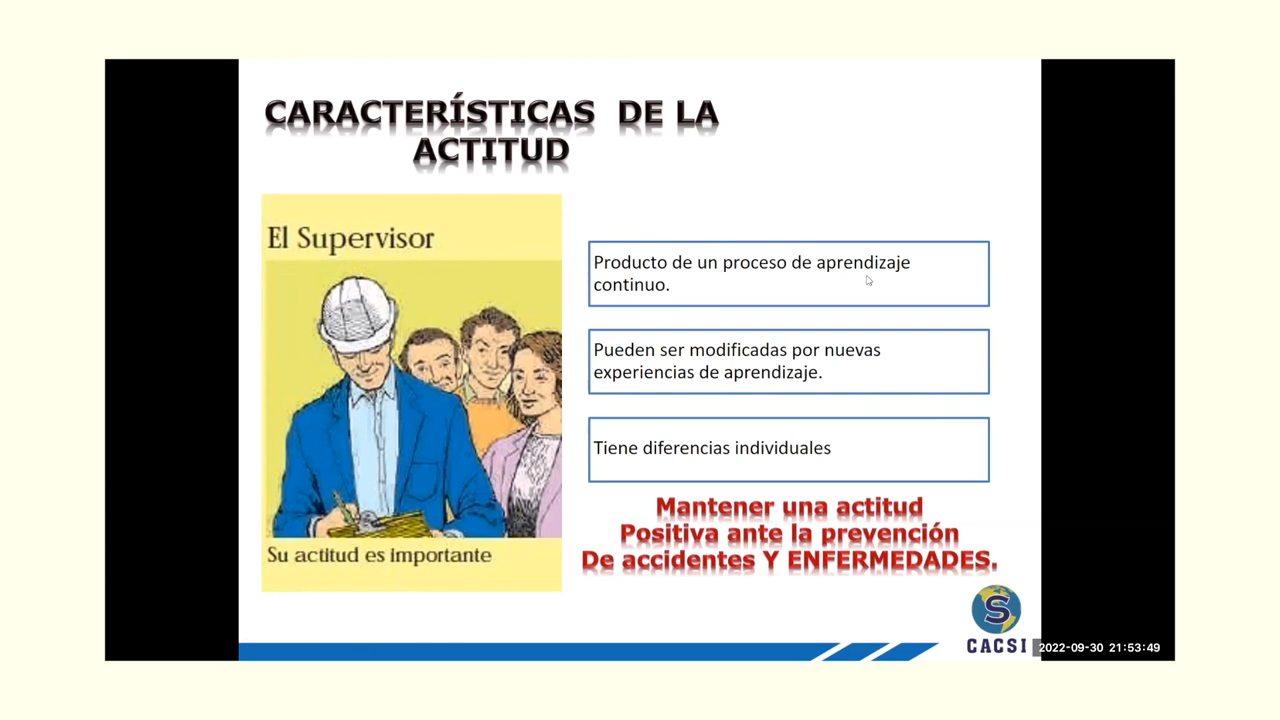 CARACTERÍSTICAS DE LA
ACTITUD
El Supervisor
Su actitud es importante
Producto de un proceso de aprendizaje
continuo.
Pueden ser modificadas por nuevas
experiencias de aprendizaje.
Tiene diferencias individuales
Mantener una actitud
Positiva ante la prevención
De accidentes Y ENFERMEDADES.
S
CACSI
2022-09-30 21:53:49